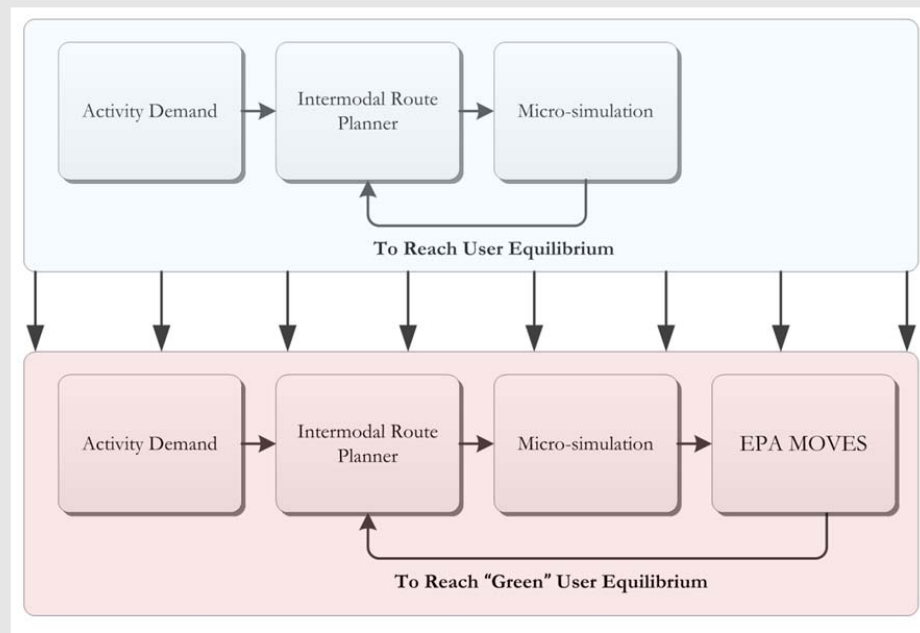 Activity Demand
Intermodal Route
Planner
Micro-simulation
To Reach User Equilibrium
Activity Demand
Intermodal Route
Planner
Micro-simulation
EPA MOVES
To Reach “Green” User Equilibrium